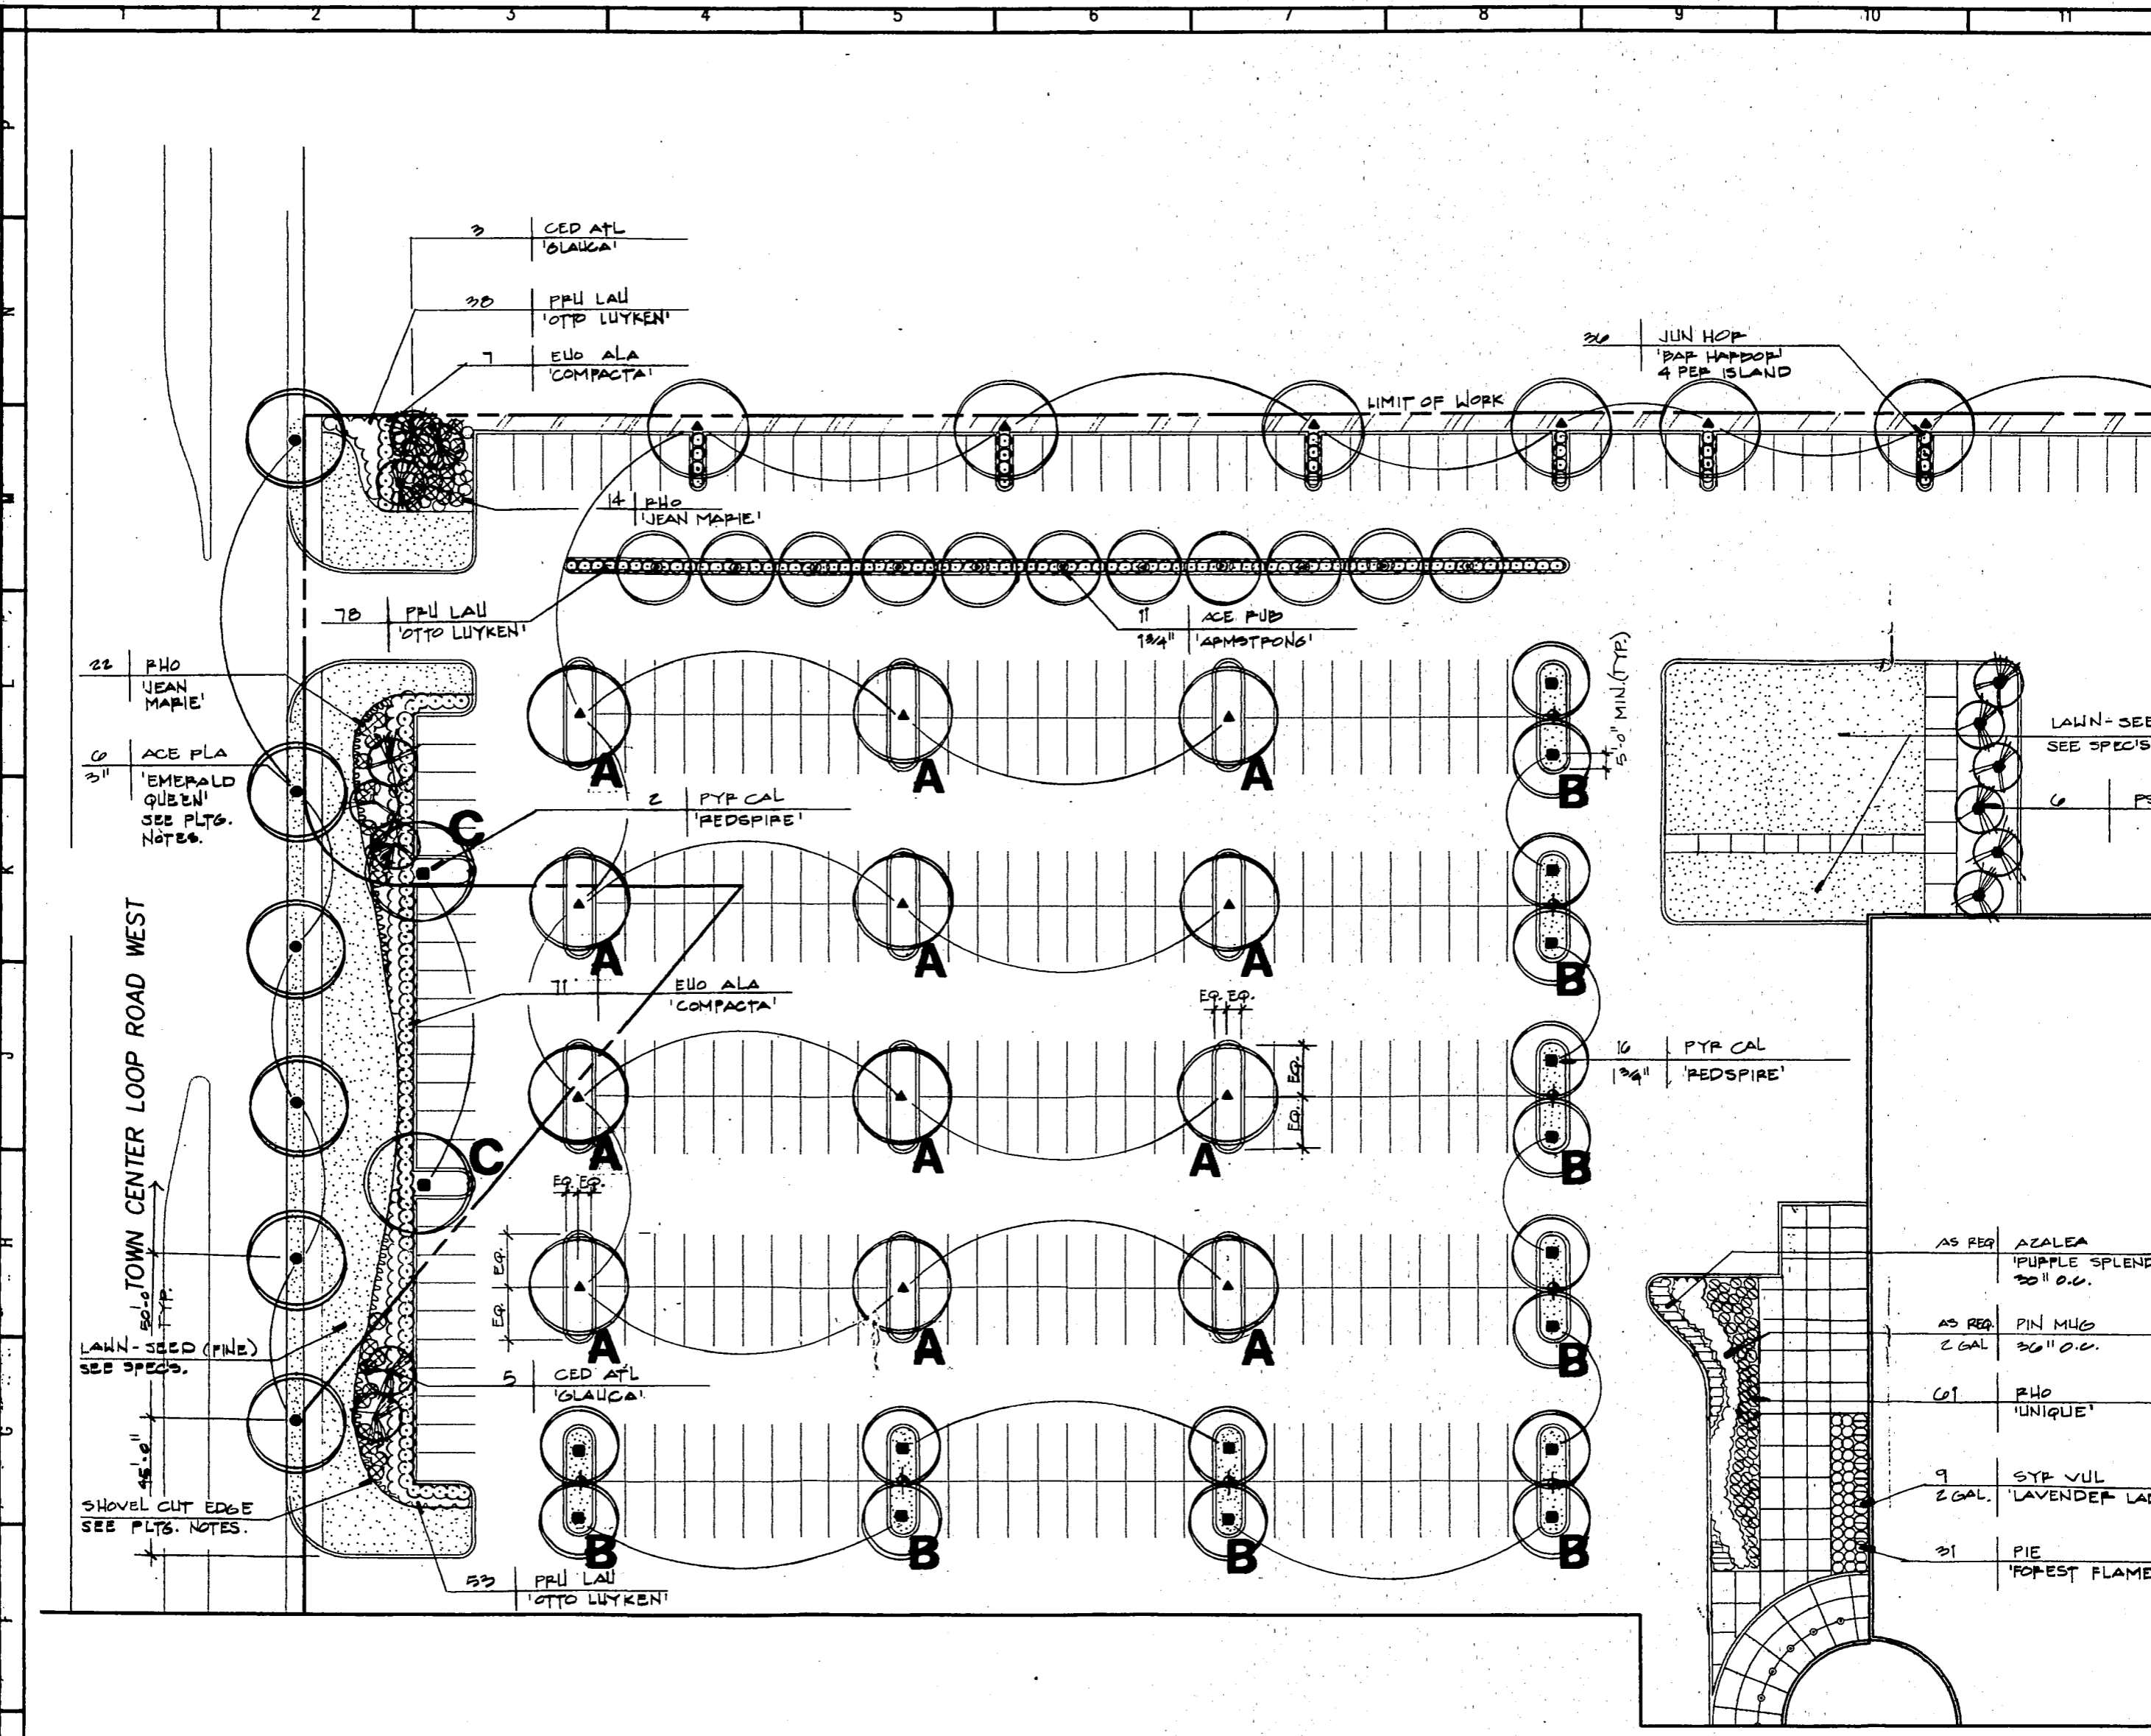 1 2 3 4 5 6 7 8 9 10 11
P
N
M
L
K
J
H
G
F
3 CED ATL
'GLAUCA'
38 PRU LAU
'OTTO LUYKEN'
7 EUO ALA
'COMPACTA'
36 JUN HOR
'BAR HARBOR'
4 PER ISLAND
LIMIT OF WORK
14 RHO
'JEAN MARIE'
78 PRU LAU
'OTTO LUYKEN'
11 ACE RUB
1 3/4" 'ARMSTRONG'
22 RHO
'JEAN
MARIE'
6 ACE PLA
3" 'EMERALD
QUEEN'
SEE PLTG.
NOTES.
5'0" MIN. (TYP.)
LAWN-SEE
SEE SPEC'S
A A A B
2 PYR CAL
'REDSPIRE'
C
6 PS
TOWN CENTER LOOP ROAD WEST
A A A B
71 EUO ALA
'COMPACTA'
EQ. EQ.
EQ.
EQ.
16 PYR CAL
1 3/4" 'REDSPIRE'
C
A A A B
EQ. EQ.
EQ.
EQ.
50'-0"
TYP.
AS REQ AZALEA
'PURPLE SPLEND
30" O.C.
AS REQ. PIN MUG
2 GAL 36" O.C.
LAWN-SEED (FINE)
SEE SPECS.
A A A B
5 CED ATL
'GLAUCA'
61 RHO
'UNIQUE'
45'-0"
9 SYR VUL
2 GAL. 'LAVENDER LAD
SHOVEL CUT EDGE
SEE PLTG. NOTES.
B B B B
31 PIE
'FOREST FLAME
53 PRU LAU
'OTTO LUYKEN'